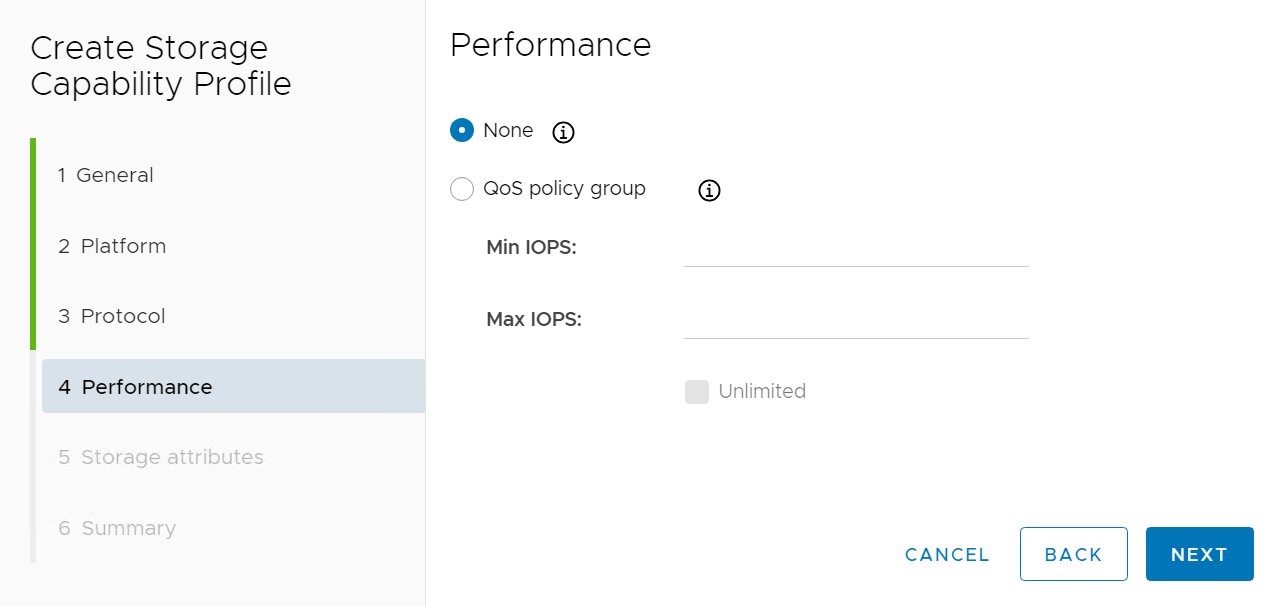 Create Storage
Capability Profile
1 General
2 Platform
3 Protocol
4 Performance
5 Storage attributes
6 Summary
Performance
None
QoS policy group
Min IOPS:
Max IOPS:
Unlimited
CANCEL
BACK
NEXT